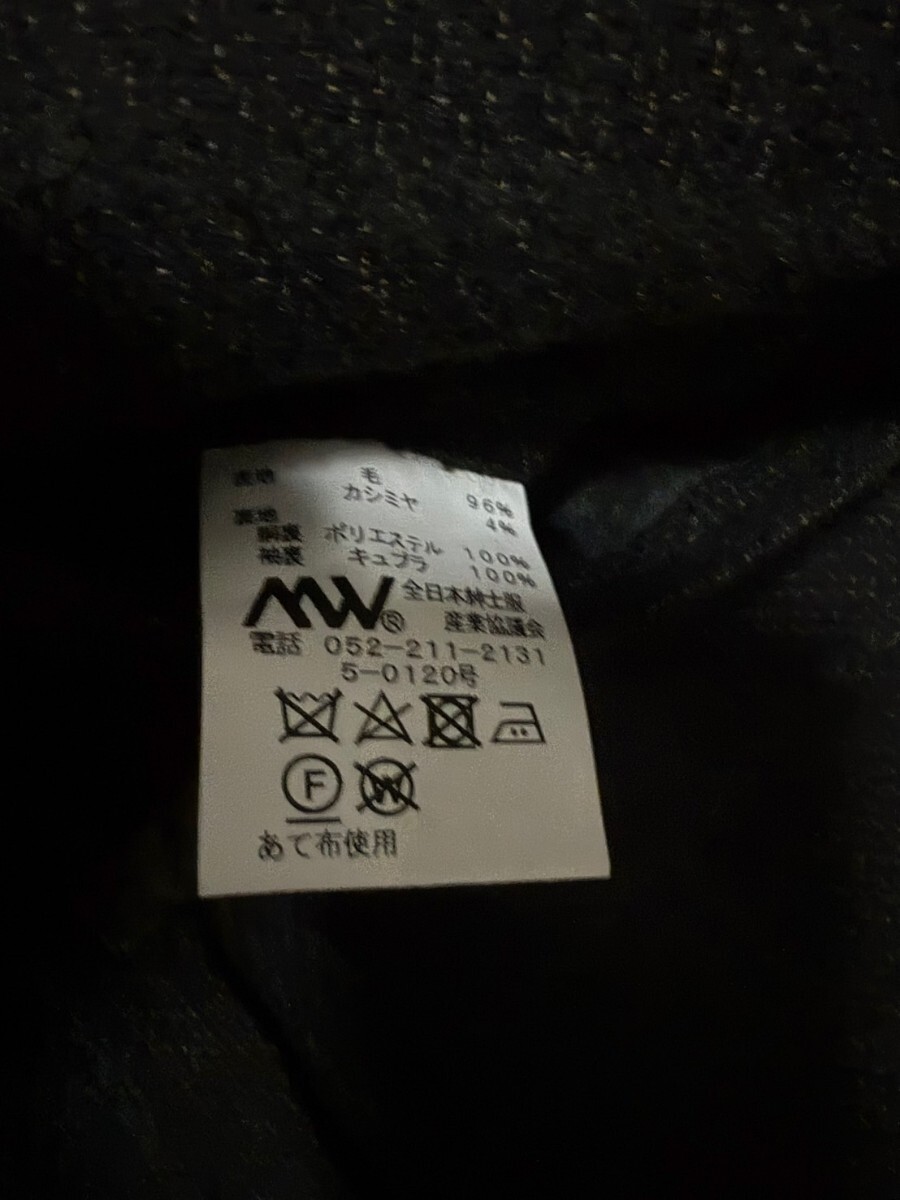 表地 毛 96%
カシミヤ 4%
裏地
胴裏 ポリエステル 100%
袖裏 キュプラ 100%
MW® 全日本紳士服
産業協議会
電話 052-211-2131
5-0120号
F W
あて布使用